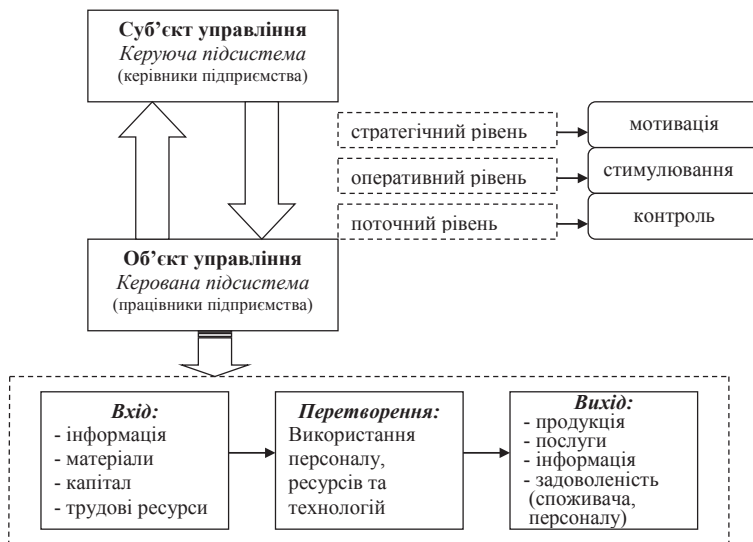 Суб’єкт управління
Керуюча підсистема
(керівники підприємства)
стратегічний рівень
мотивація
оперативний рівень
стимулювання
поточний рівень
контроль
Об’єкт управління
Керована підсистема
(працівники підприємства)
Вхід:
- інформація
- матеріали
- капітал
- трудові ресурси
Перетворення:
Використання
персоналу,
ресурсів та
технологій
Вихід:
- продукція
- послуги
- інформація
- задоволеність
(споживача,
персоналу)